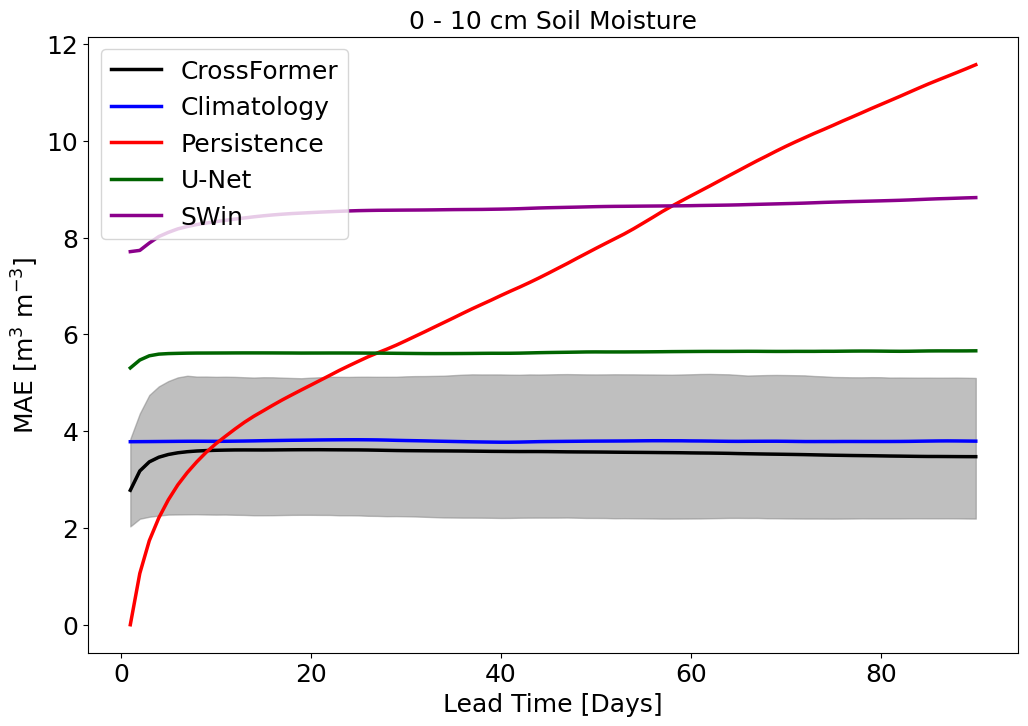 0 - 10 cm Soil Moisture
12
10
8
6
4
2
0
MAE [m³ m⁻³]
CrossFormer
Climatology
Persistence
U-Net
SWin
0 20 40 60 80
Lead Time [Days]